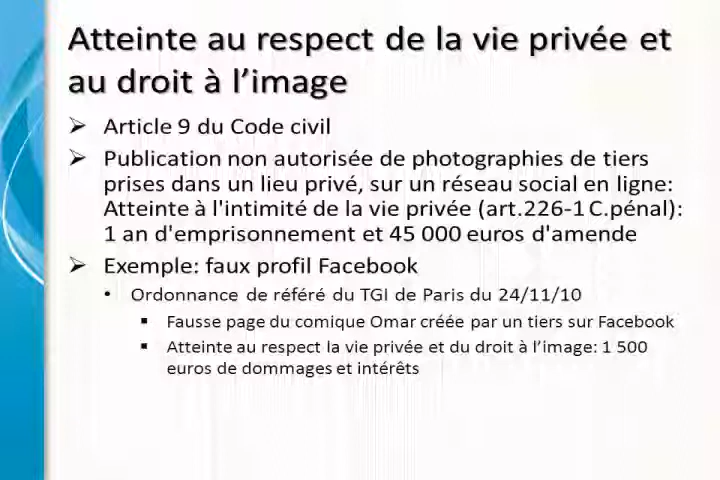 Atteinte au respect de la vie privée et
au droit à l’image
➢ Article 9 du Code civil
➢ Publication non autorisée de photographies de tiers
prises dans un lieu privé, sur un réseau social en ligne:
Atteinte à l'intimité de la vie privée (art.226-1 C.pénal):
1 an d'emprisonnement et 45 000 euros d'amende
➢ Exemple: faux profil Facebook
• Ordonnance de référé du TGI de Paris du 24/11/10
▪ Fausse page du comique Omar créée par un tiers sur Facebook
▪ Atteinte au respect la vie privée et du droit à l’image: 1 500
euros de dommages et intérêts